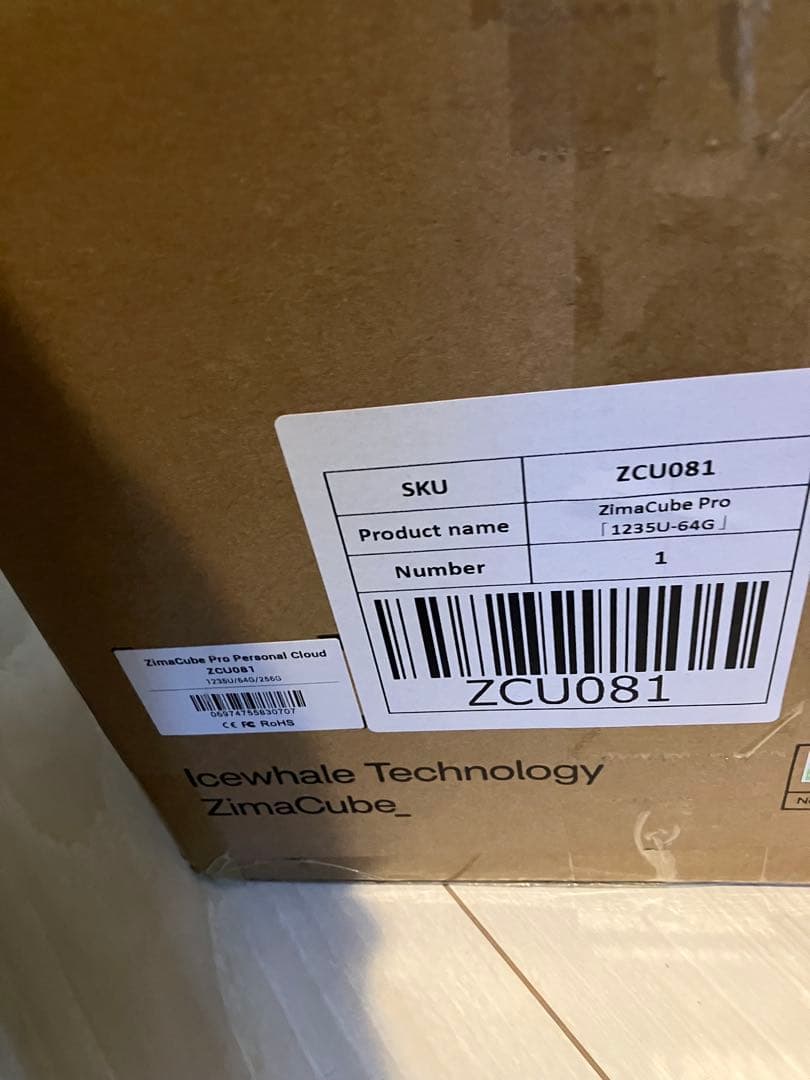 SKU ZCU081
Product name ZimaCube Pro
「1235U-64G」
Number 1
ZCU081
ZimaCube Pro Personal Cloud
ZCU081
1235U/64G/256G
06974755830707
CE FC RoHS
Icewhale Technology
ZimaCube_